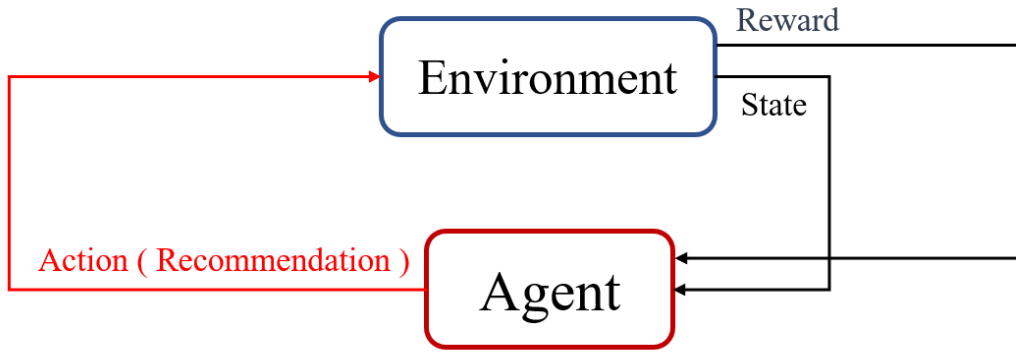 Reward
Environment
State
Action ( Recommendation )
Agent